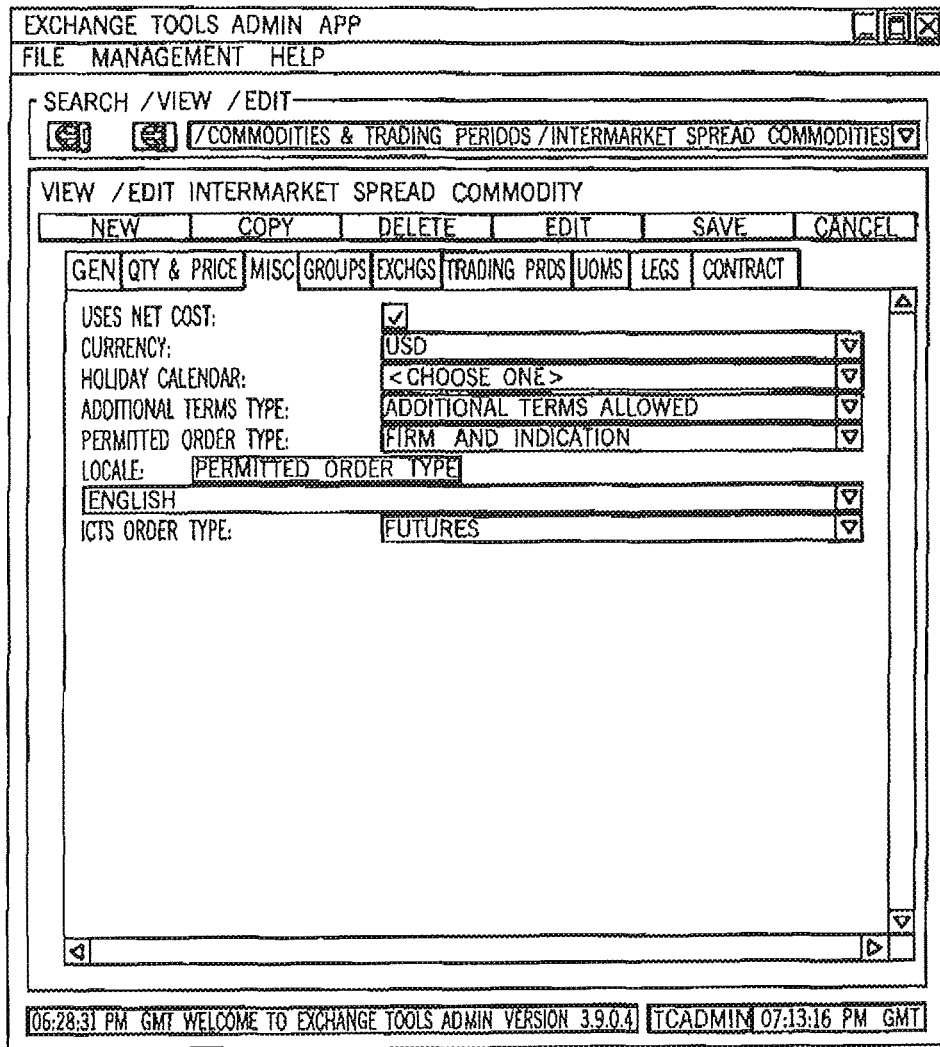 EXCHANGE TOOLS ADMIN APP
FILE MANAGEMENT HELP
SEARCH /VIEW /EDIT
/COMMODITIES & TRADING PERIODS /INTERMARKET SPREAD COMMODITIES
VIEW /EDIT INTERMARKET SPREAD COMMODITY
NEW COPY DELETE EDIT SAVE CANCEL
GEN QTY & PRICE MISC GROUPS EXCHGS TRADING PRDS UOMS LEGS CONTRACT
USES NET COST:
CURRENCY: USD
HOLIDAY CALENDAR: <CHOOSE ONE>
ADDITIONAL TERMS TYPE: ADDITIONAL TERMS ALLOWED
PERMITTED ORDER TYPE: FIRM AND INDICATION
LOCALE: PERMITTED ORDER TYPE
ENGLISH
ICTS ORDER TYPE: FUTURES
06:28:31 PM GMT WELCOME TO EXCHANGE TOOLS ADMIN VERSION 3.9.0.4 TCADMIN 07:13:16 PM GMT